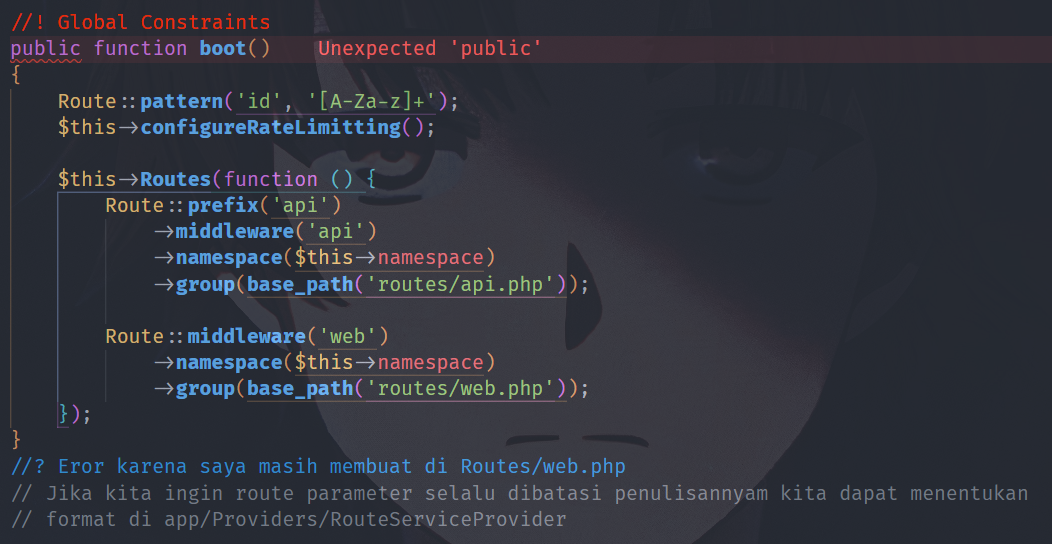 //! Global Constraints
public function boot()    Unexpected 'public'
{
    Route::pattern('id', '[A-Za-z]+');
    $this->configureRateLimitting();

    $this->Routes(function () {
        Route::prefix('api')
            ->middleware('api')
            ->namespace($this->namespace)
            ->group(base_path('routes/api.php'));

        Route::middleware('web')
            ->namespace($this->namespace)
            ->group(base_path('routes/web.php'));
    });
}
//? Eror karena saya masih membuat di Routes/web.php
// Jika kita ingin route parameter selalu dibatasi penulisannyam kita dapat menentukan
// format di app/Providers/RouteServiceProvider